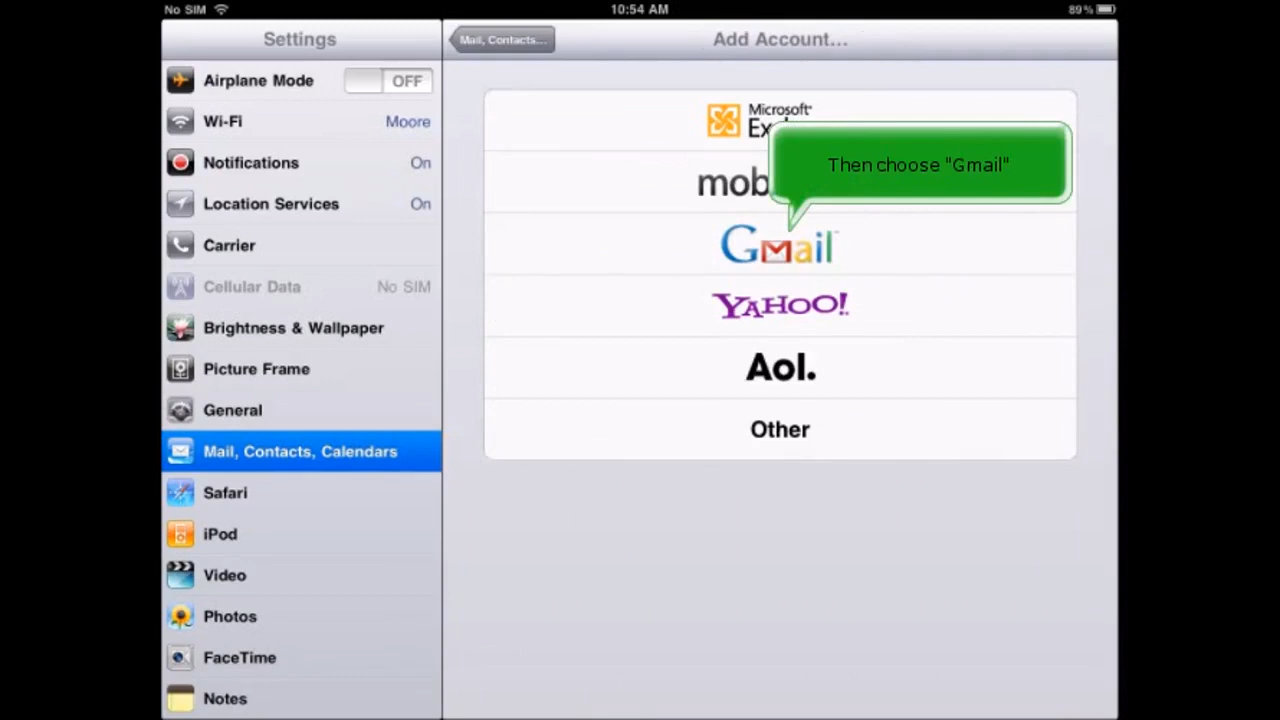 No SIM
10:54 AM
89%
Settings
Mail, Contacts...
Add Account...
Airplane Mode
OFF
Wi-Fi
Moore
Notifications
On
Location Services
On
Carrier
Cellular Data
No SIM
Brightness & Wallpaper
Picture Frame
General
Mail, Contacts, Calendars
Safari
iPod
Video
Photos
FaceTime
Notes
Microsoft
Then choose "Gmail"
Gmail
YAHOO!
Aol.
Other